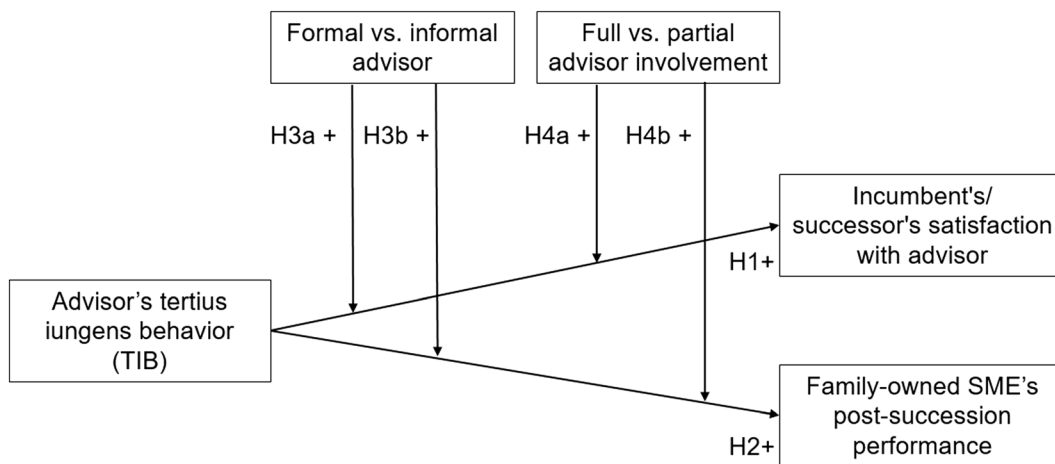 Formal vs. informal
advisor
Full vs. partial
advisor involvement
H3a +
H3b +
H4a +
H4b +
Incumbent's/
successor's satisfaction
with advisor
H1+
Advisor’s tertius
iungens behavior
(TIB)
Family-owned SME’s
post-succession
performance
H2+